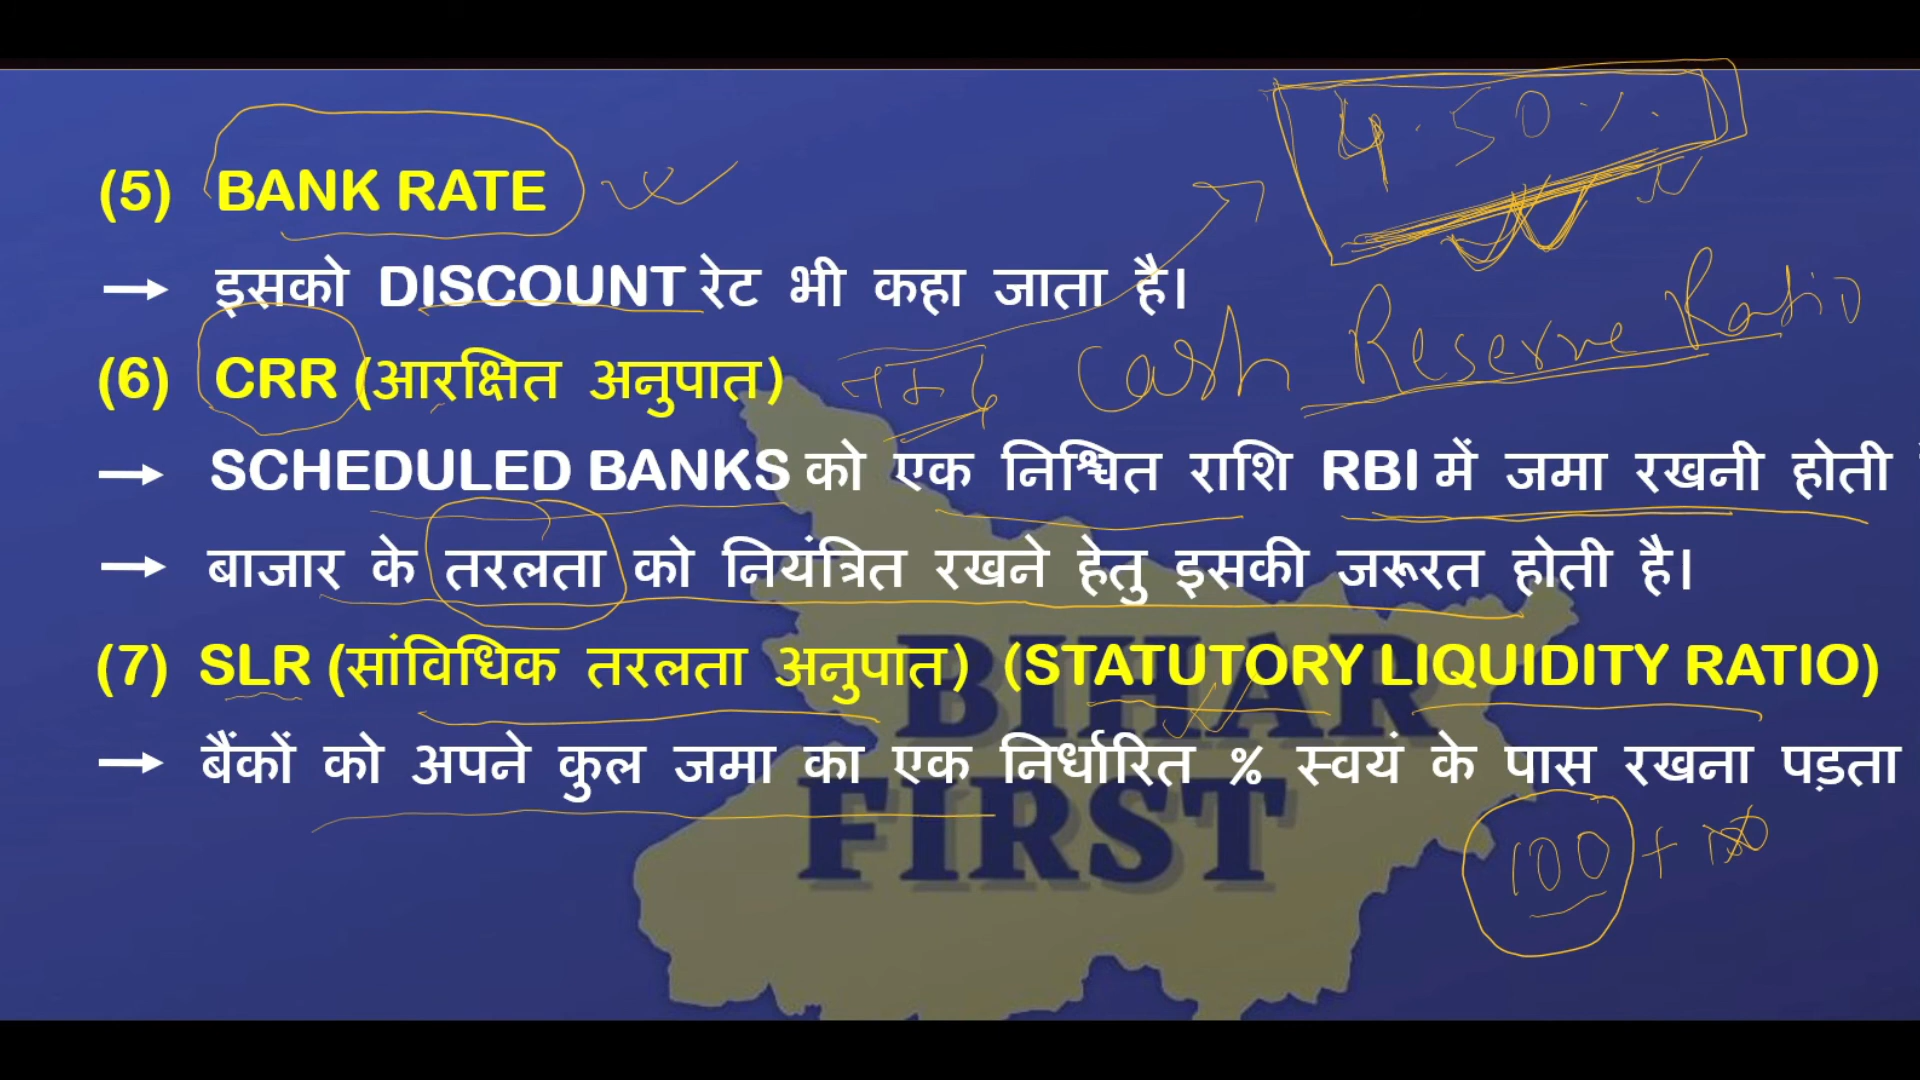 4.50%
(5) BANK RATE
→ इसको DISCOUNT रेट भी कहा जाता है।
(6) CRR (आरक्षित अनुपात) नकद Cash Reserve Ratio
→ SCHEDULED BANKS को एक निश्चित राशि RBI में जमा रखनी होती
→ बाजार के तरलता को नियंत्रित रखने हेतु इसकी जरूरत होती है।
(7) SLR (सांविधिक तरलता अनुपात) (STATUTORY LIQUIDITY RATIO)
→ बैंकों को अपने कुल जमा का एक निर्धारित % स्वयं के पास रखना पड़ता
100 + 100
BIHAR
FIRST